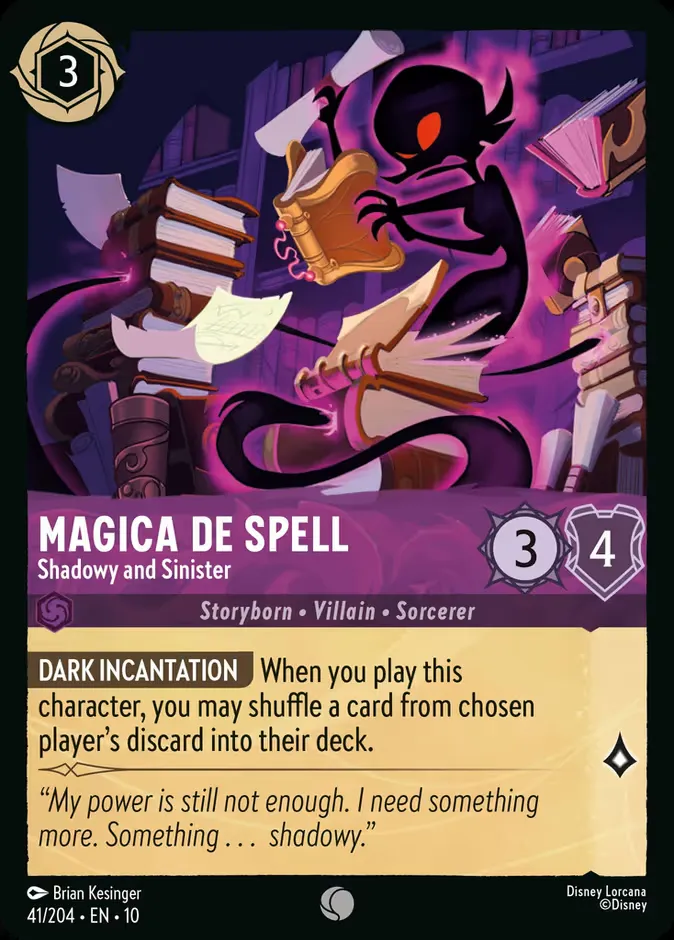 3
MAGICA DE SPELL
Shadowy and Sinister
3
4
Storyborn • Villain • Sorcerer
DARK INCANTATION When you play this
character, you may shuffle a card from chosen
player's discard into their deck.
“My power is still not enough. I need something
more. Something . . . shadowy.”
Brian Kesinger
41/204 • EN • 10
Disney Lorcana
©Disney